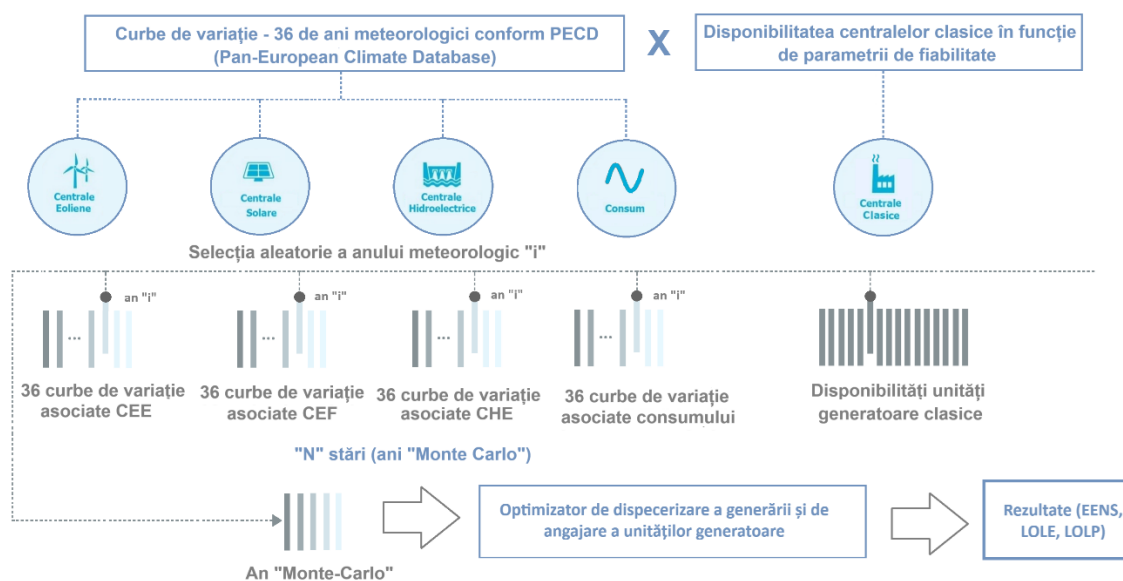 Curbe de variație - 36 de ani meteorologici conform PECD
(Pan-European Climate Database)
X
Disponibilitatea centralelor clasice în funcție
de parametrii de fiabilitate
Centrale
Eoliene
Centrale
Solare
Centrale
Hidroelectrice
Consum
Centrale
Clasice
Selecția aleatorie a anului meteorologic "i"
an "i"
an "i"
an "i"
an "i"
...
...
...
...
36 curbe de variație
asociate CEE
36 curbe de variație
asociate CEF
36 curbe de variație
asociate CHE
36 curbe de variație
asociate consumului
Disponibilități unități
generatoare clasice
"N" stări (ani "Monte Carlo")
An "Monte-Carlo"
Optimizator de dispecerizare a generării și de
angajare a unităților generatoare
Rezultate (EENS,
LOLE, LOLP)